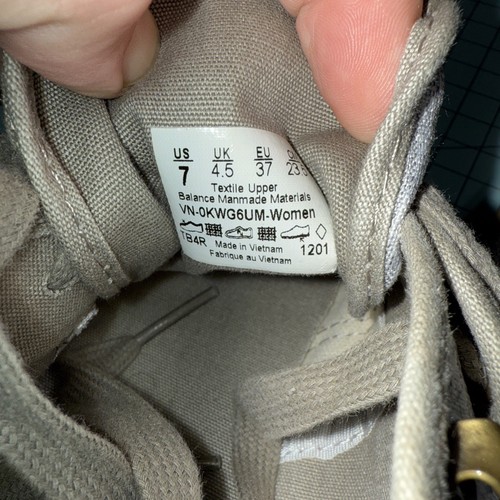 US UK EU
7 4.5 37 23.5
Textile Upper
Balance Manmade Materials
VN-0KWG6UM-Women
TB4R Made in Vietnam 1201
Fabrique au Vietnam